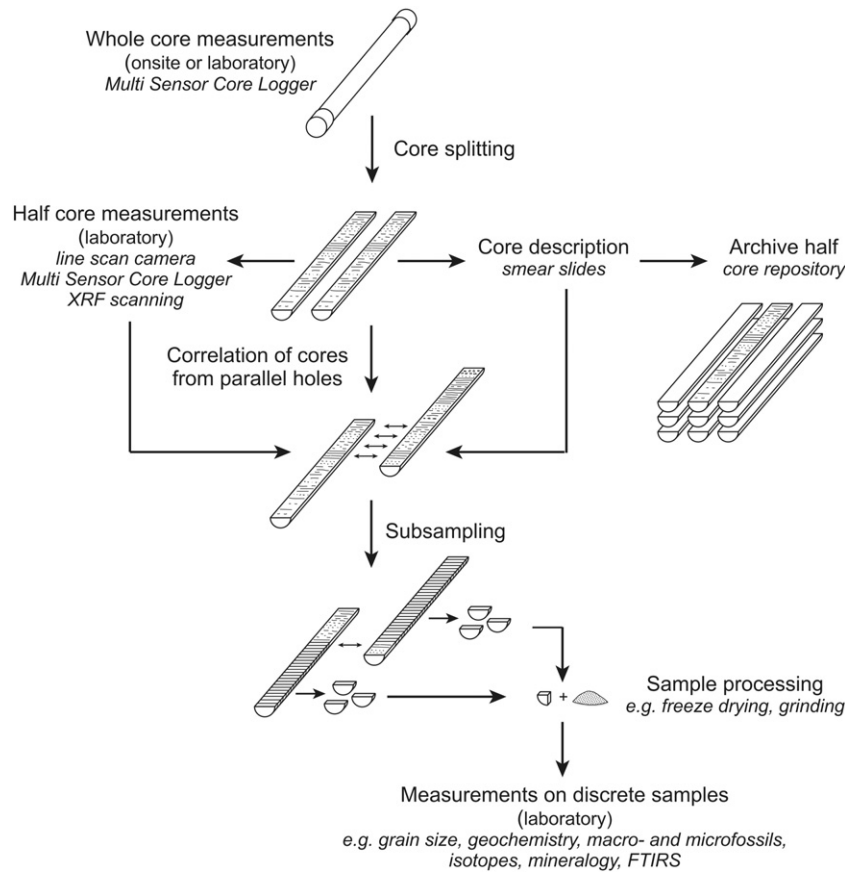 Whole core measurements
(onsite or laboratory)
Multi Sensor Core Logger
Core splitting
Half core measurements
(laboratory)
line scan camera
Multi Sensor Core Logger
XRF scanning
Core description
smear slides
Archive half
core repository
Correlation of cores
from parallel holes
Subsampling
+
Sample processing
e.g. freeze drying, grinding
Measurements on discrete samples
(laboratory)
e.g. grain size, geochemistry, macro- and microfossils,
isotopes, mineralogy, FTIRS